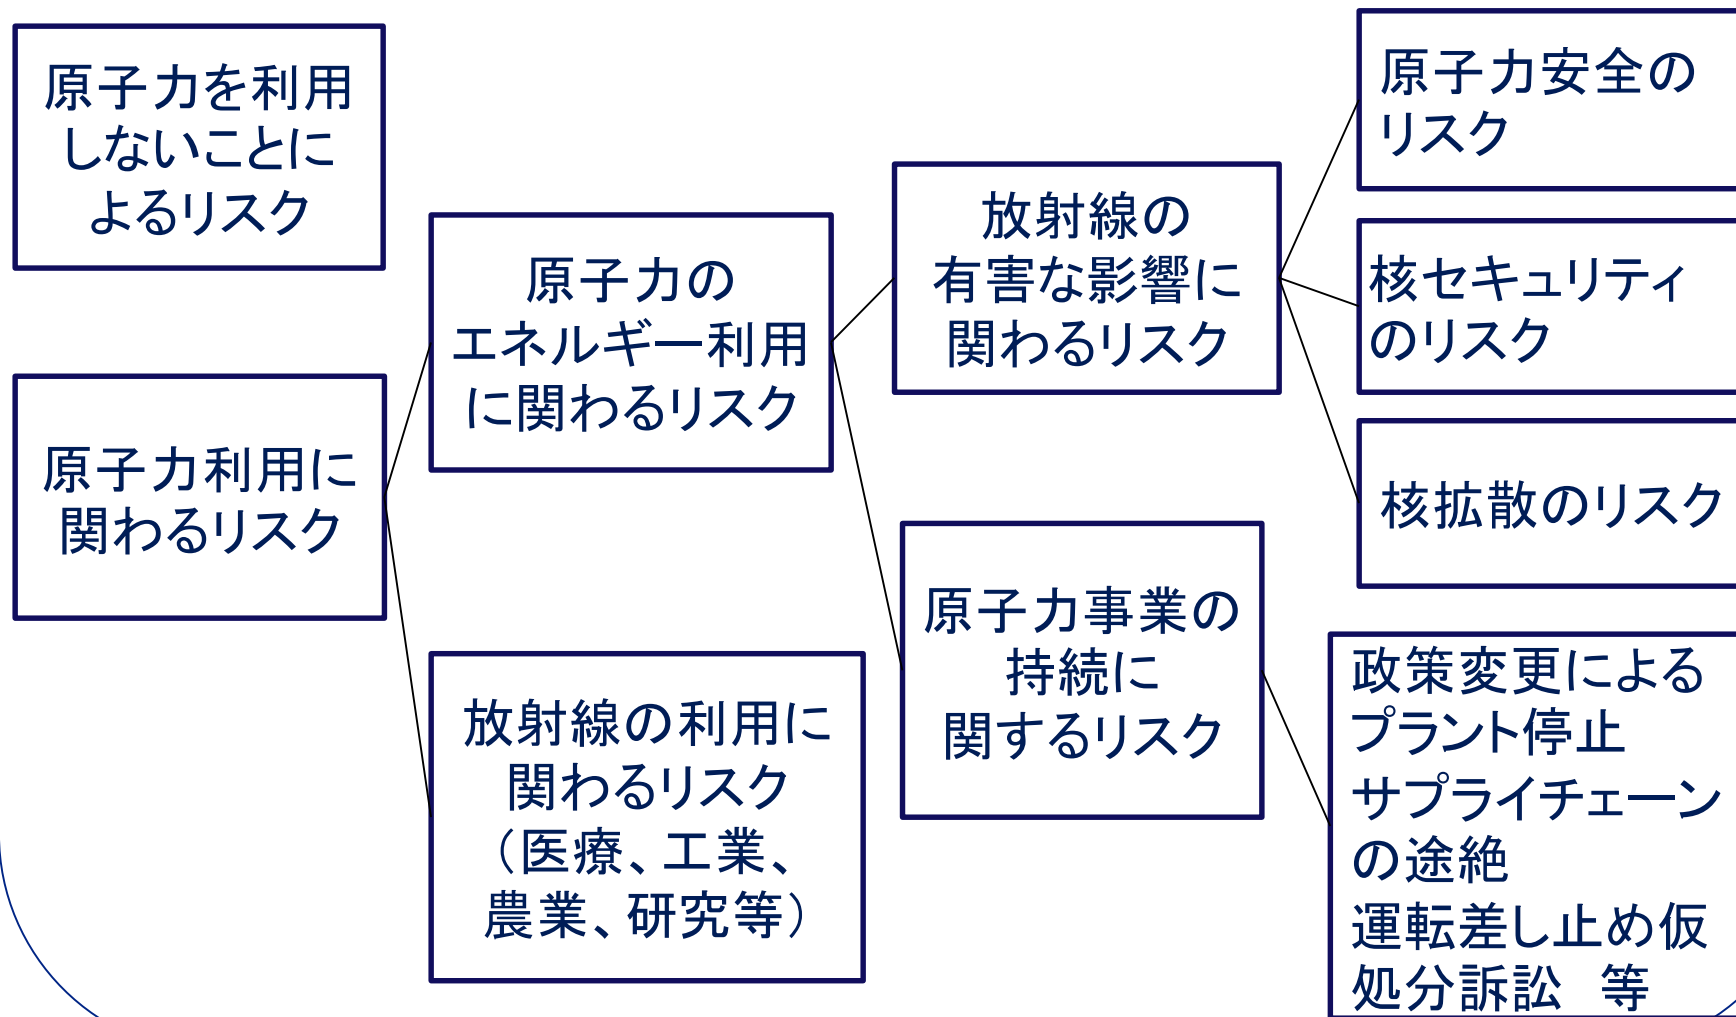 原子力を利用
しないことに
よるリスク
原子力利用に
関わるリスク
原子力の
エネルギー利用
に関わるリスク
放射線の利用に
関わるリスク
（医療、工業、
農業、研究等）
放射線の
有害な影響に
関わるリスク
原子力事業の
持続に
関するリスク
原子力安全の
リスク
核セキュリティ
のリスク
核拡散のリスク
政策変更による
プラント停止
サプライチェーン
の途絶
運転差し止め仮
処分訴訟　等